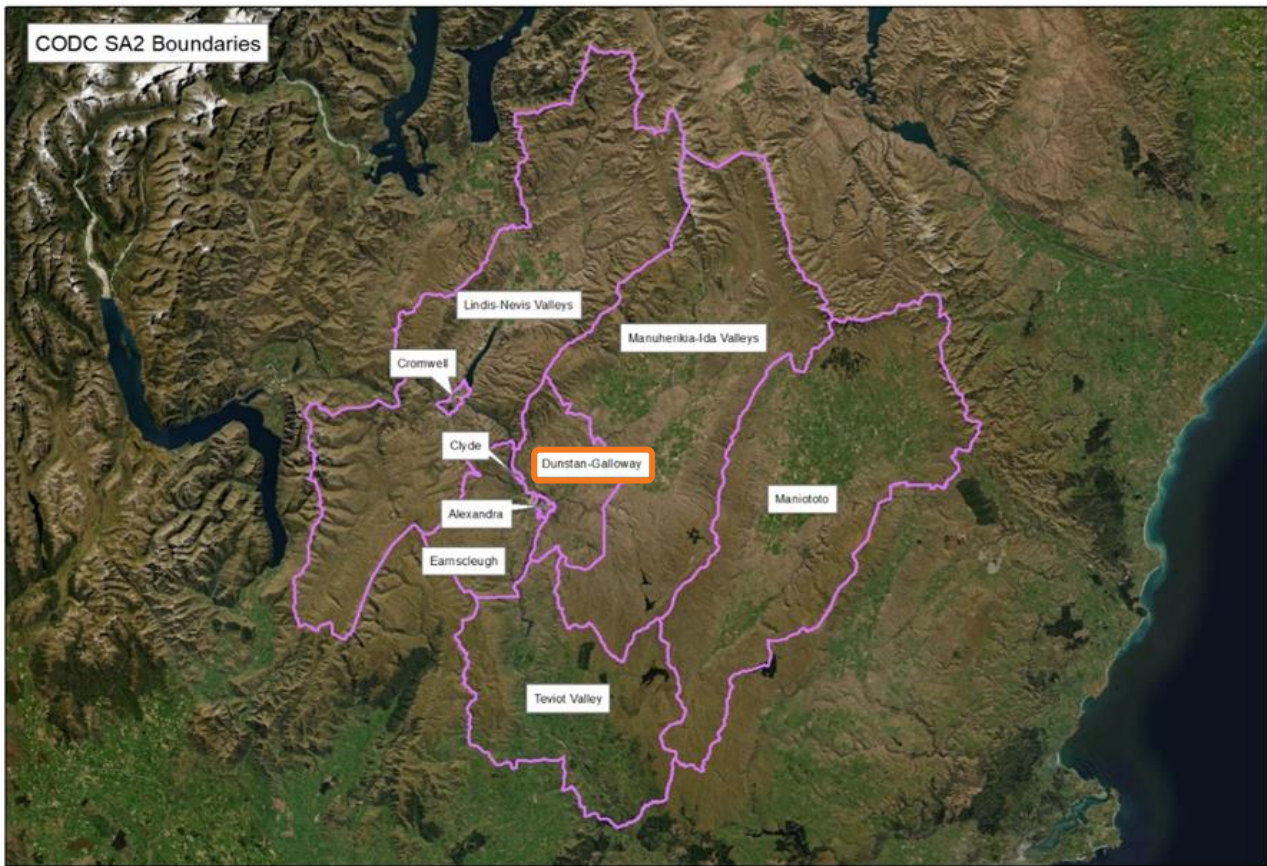 CODC SA2 Boundaries
Lindis-Nevis Valleys
Manuherikia-Ida Valleys
Cromwell
Clyde
Dunstan-Galloway
Maniototo
Alexandra
Earnscleugh
Teviot Valley